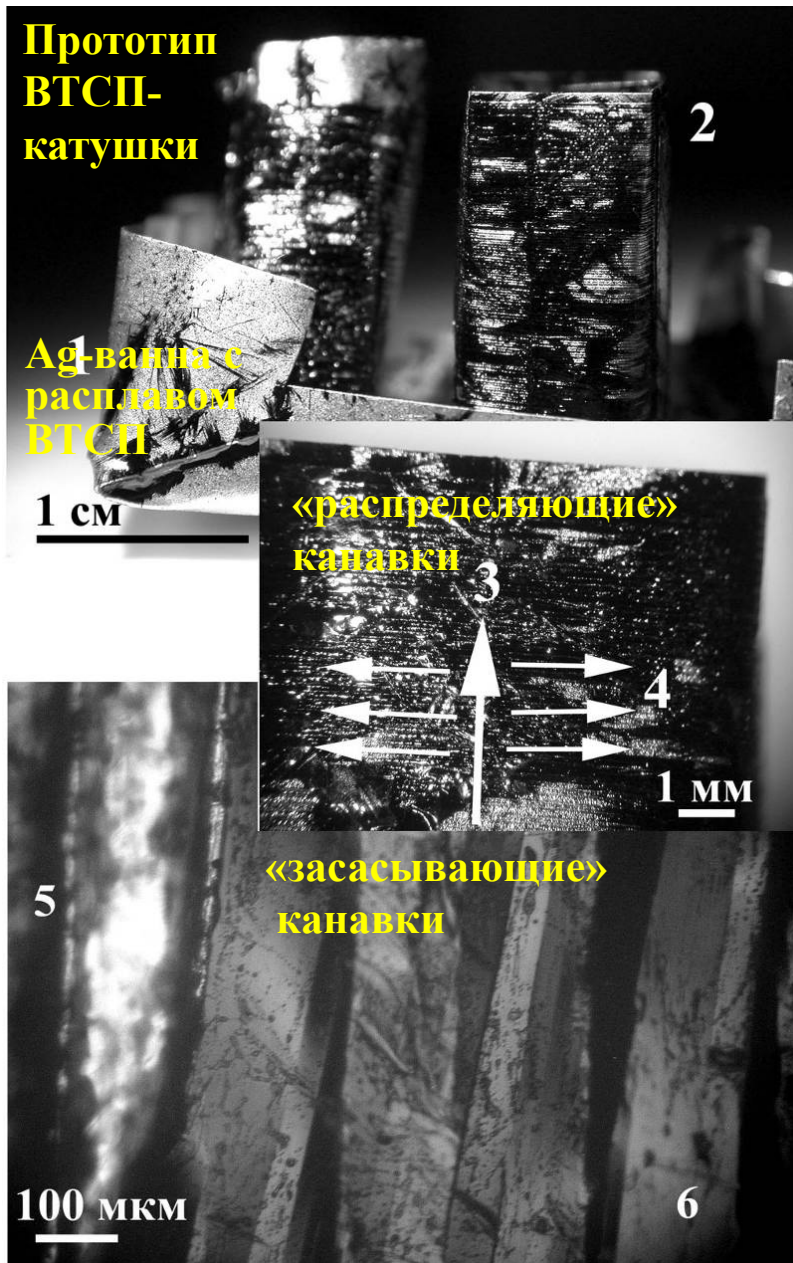 Прототип
ВТСП-
катушки
2
1
Ag-ванна с
расплавом
ВТСП
1 см
«распределяющие»
канавки
3
4
1 мм
«засасывающие»
канавки
5
100 мкм
6